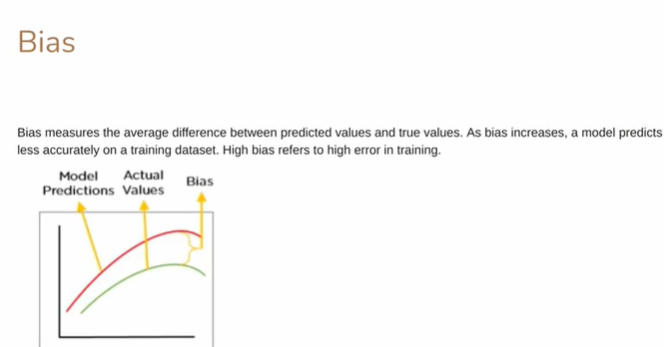 Bias
Bias measures the average difference between predicted values and true values. As bias increases, a model predicts
less accurately on a training dataset. High bias refers to high error in training.
Model Actual Bias
Predictions Values